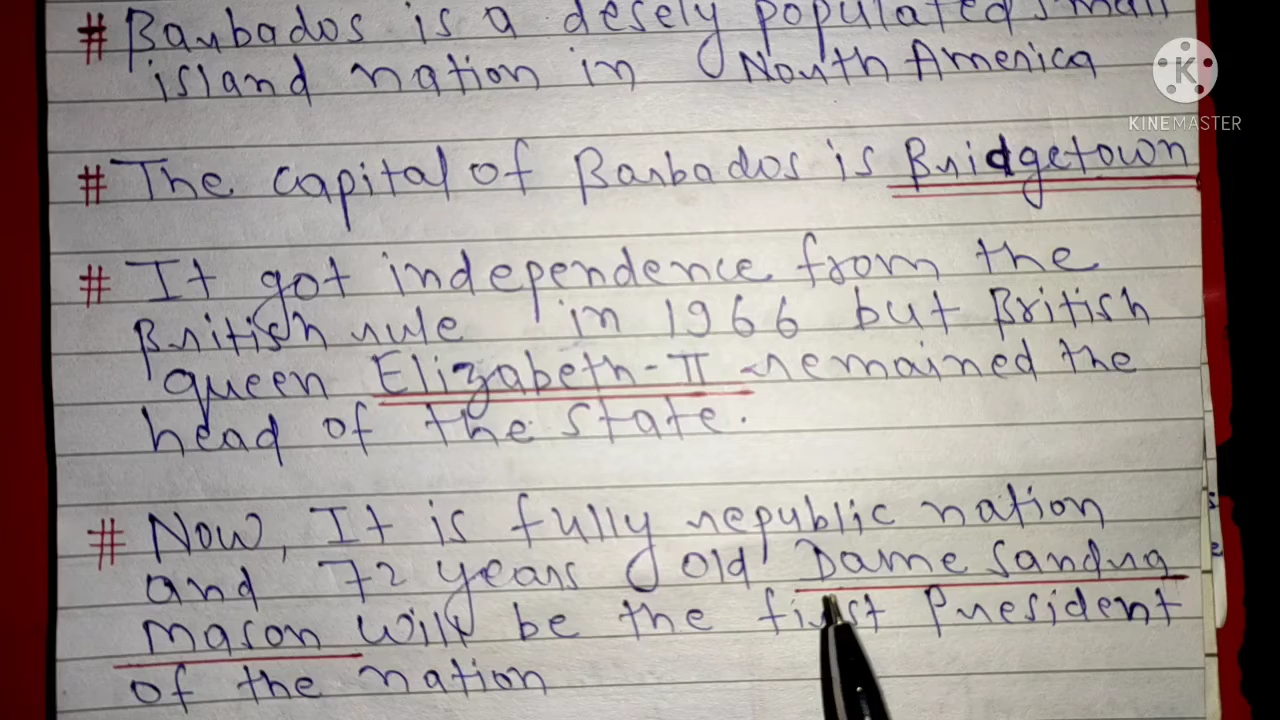 # Barbados is a desely populated small
island nation in North America
KINEMASTER
# The capital of Barbados is Bridgetown
# It got independence from the
British rule in 1966 but British
queen Elizabeth-II remained the
head of the state.
# Now, It is fully republic nation
and 72 years old Dame Sandra
mason will be the first President
of the nation